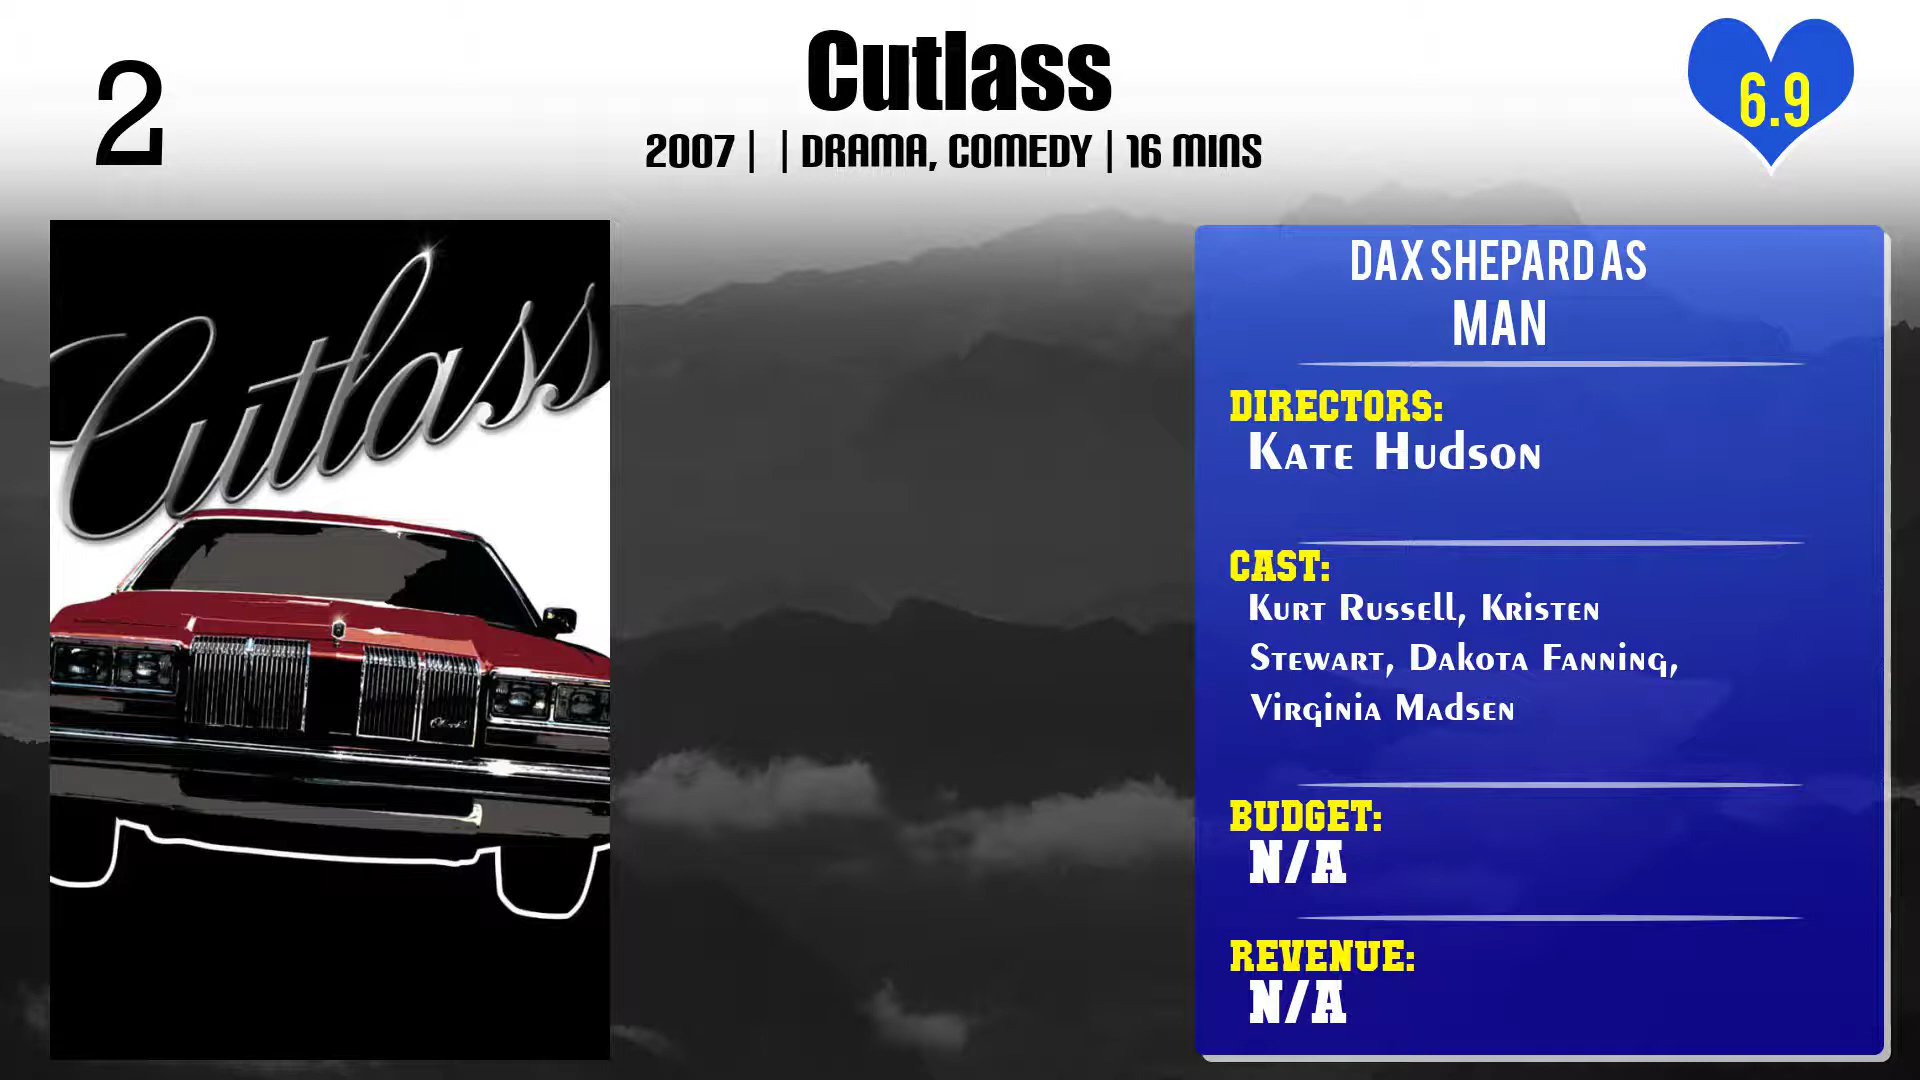 2
Cutlass
2007 | | DRAMA, COMEDY | 16 MINS
6.9
Cutlass
DAX SHEPARD AS
MAN
DIRECTORS:
Kate Hudson
CAST:
Kurt Russell, Kristen
Stewart, Dakota Fanning,
Virginia Madsen
BUDGET:
N/A
REVENUE:
N/A